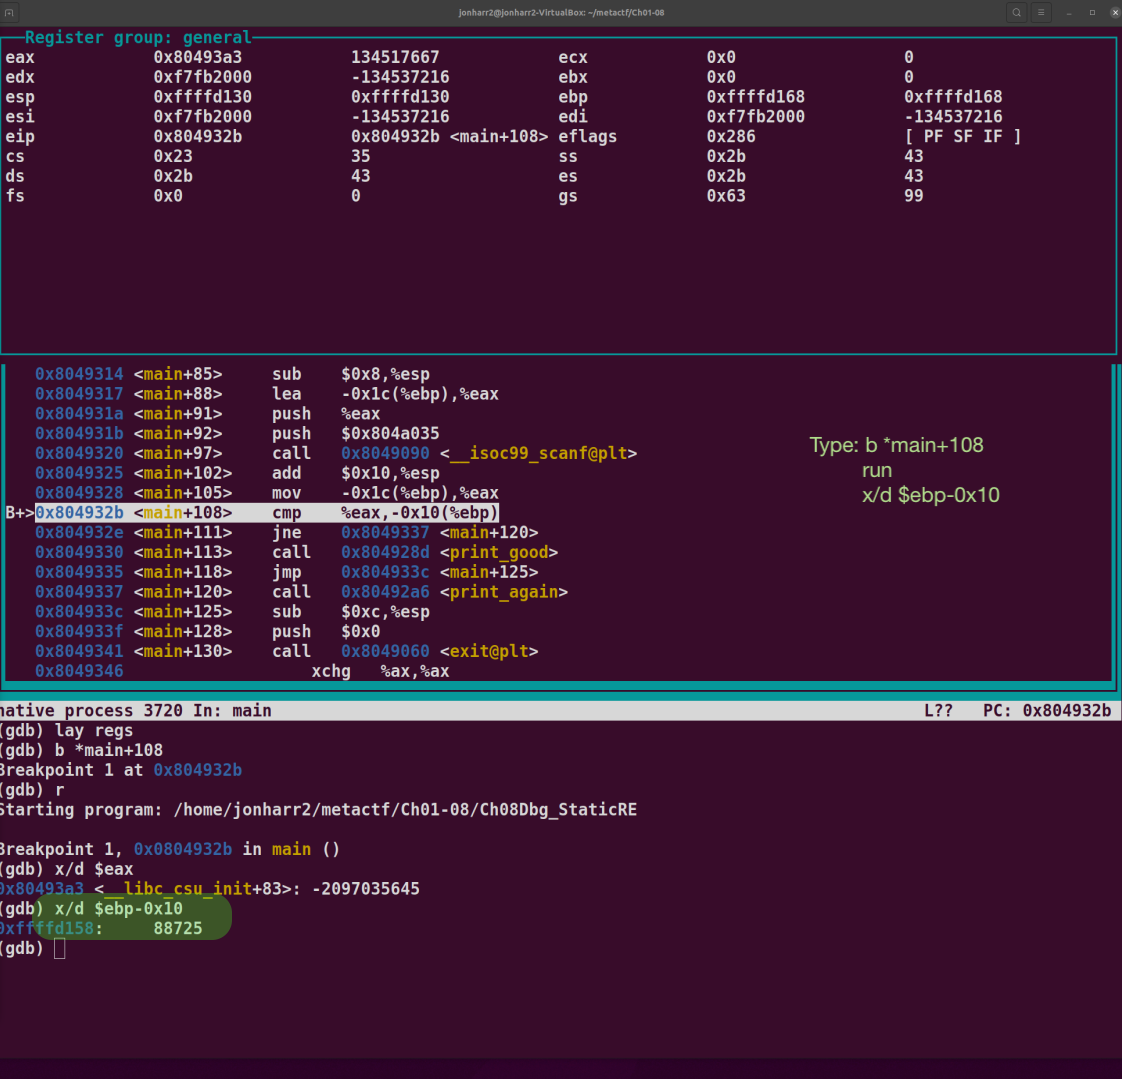 jonharr2@jonharr2-VirtualBox: ~/metactf/Ch01-08
Register group: general
eax 0x80493a3 134517667 ecx 0x0 0
edx 0xf7fb2000 -134537216 ebx 0x0 0
esp 0xffffd130 0xffffd130 ebp 0xffffd168 0xffffd168
esi 0xf7fb2000 -134537216 edi 0xf7fb2000 -134537216
eip 0x804932b 0x804932b <main+108> eflags 0x286 [ PF SF IF ]
cs 0x23 35 ss 0x2b 43
ds 0x2b 43 es 0x2b 43
fs 0x0 0 gs 0x63 99
0x8049314 <main+85> sub $0x8,%esp
0x8049317 <main+88> lea -0x1c(%ebp),%eax
0x804931a <main+91> push %eax
0x804931b <main+92> push $0x804a035
0x8049320 <main+97> call 0x8049090 <__isoc99_scanf@plt>
0x8049325 <main+102> add $0x10,%esp
0x8049328 <main+105> mov -0x1c(%ebp),%eax
B+>0x804932b <main+108> cmp %eax,-0x10(%ebp)
0x804932e <main+111> jne 0x8049337 <main+120>
0x8049330 <main+113> call 0x804928d <print_good>
0x8049335 <main+118> jmp 0x804933c <main+125>
0x8049337 <main+120> call 0x80492a6 <print_again>
0x804933c <main+125> sub $0xc,%esp
0x804933f <main+128> push $0x0
0x8049341 <main+130> call 0x8049060 <exit@plt>
0x8049346 xchg %ax,%ax
Type: b *main+108
run
x/d $ebp-0x10
native process 3720 In: main L?? PC: 0x804932b
(gdb) lay regs
(gdb) b *main+108
Breakpoint 1 at 0x804932b
(gdb) r
Starting program: /home/jonharr2/metactf/Ch01-08/Ch08Dbg_StaticRE
Breakpoint 1, 0x0804932b in main ()
(gdb) x/d $eax
0x80493a3 <__libc_csu_init+83>: -2097035645
(gdb) x/d $ebp-0x10
0xffffd158: 88725
(gdb)